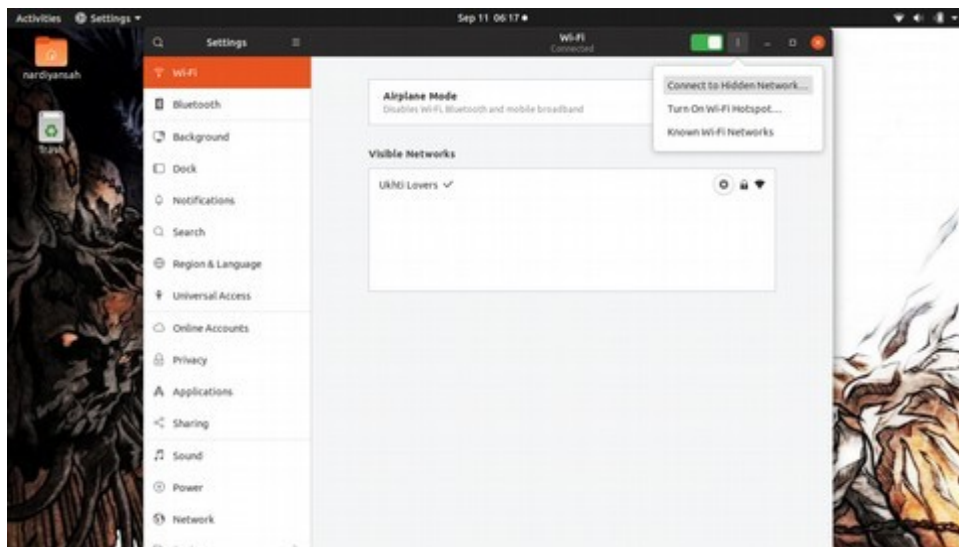 Activities Settings
Sep 11 06:17
nardiyansah
Trash
Settings
Wi-Fi
Connected
Wi-Fi
Bluetooth
Background
Dock
Notifications
Search
Region & Language
Universal Access
Online Accounts
Privacy
Applications
Sharing
Sound
Power
Network
Airplane Mode
Disables Wi-Fi, Bluetooth and mobile broadband
Visible Networks
Ukhti Lovers
Connect to Hidden Network...
Turn On Wi-Fi Hotspot...
Known Wi-Fi Networks